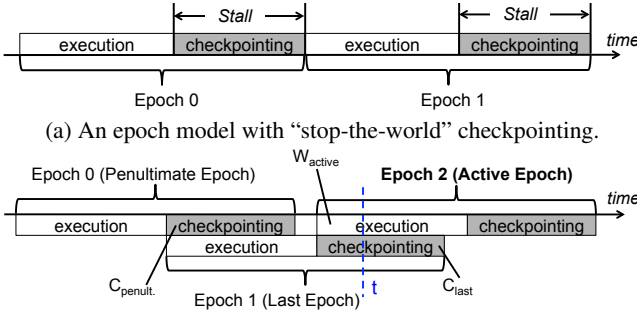 Stall Stall
execution checkpointing execution checkpointing time
Epoch 0 Epoch 1
(a) An epoch model with “stop-the-world” checkpointing.
W_active
Epoch 0 (Penultimate Epoch) Epoch 2 (Active Epoch) time
execution checkpointing execution checkpointing
execution checkpointing
C_penult. C_last
Epoch 1 (Last Epoch) t